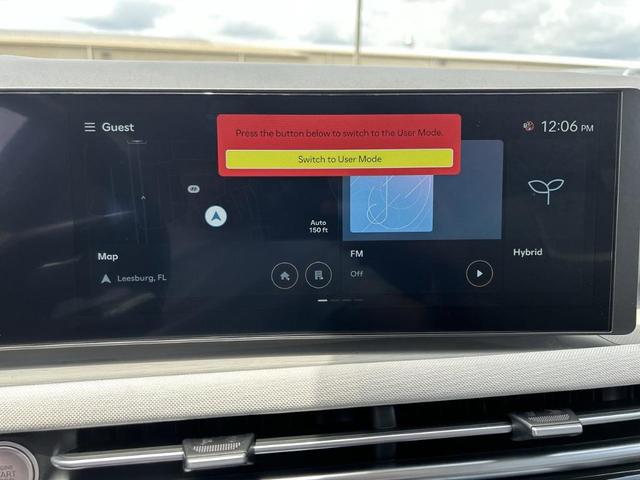 Guest
Press the button below to switch to the User Mode.
Switch to User Mode
12:06 PM
Auto
150 ft
Map
Leesburg, FL
FM
Off
Hybrid